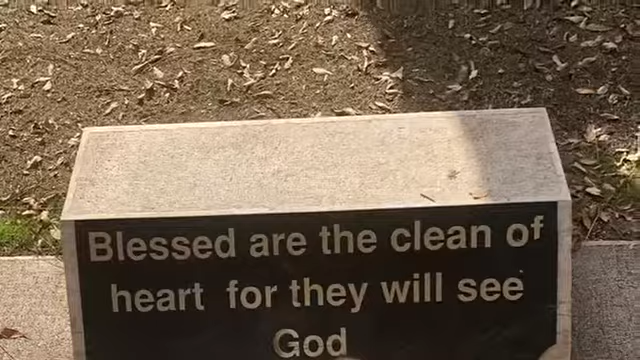 Blessed are the clean of
heart for they will see
God